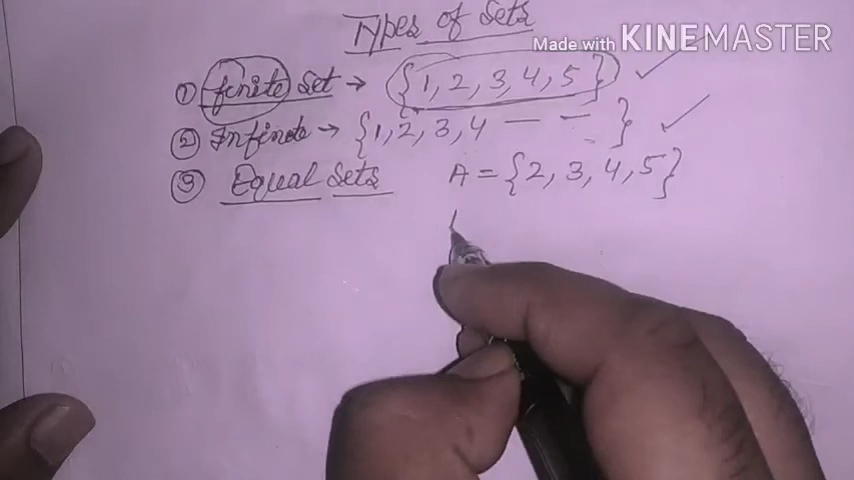 Types of Sets
Made with KINEMASTER
① finite Set → {1, 2, 3, 4, 5} ✓
② Infinite → {1, 2, 3, 4 — — } ✓
③ Equal Sets A = {2, 3, 4, 5}